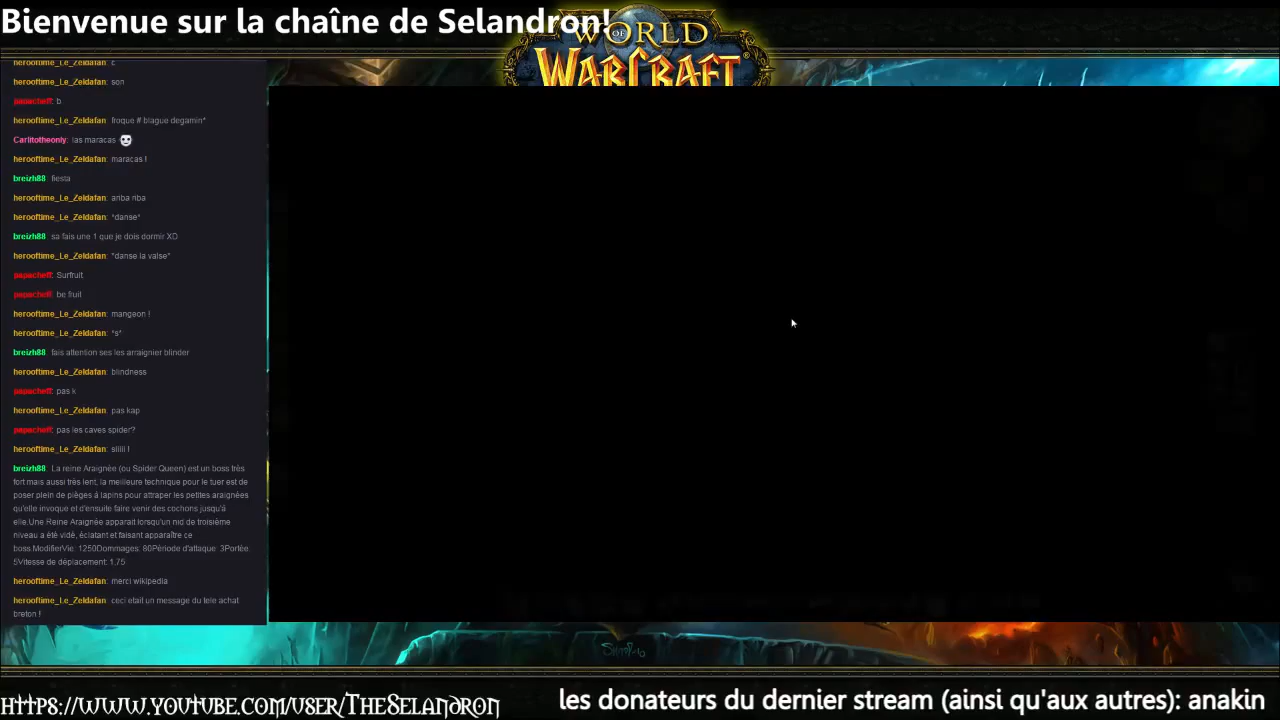 Bienvenue sur la chaîne de Selandron!
WORLD
OF
WARCRAFT
herooftime_Le_Zeldafan: c
herooftime_Le_Zeldafan: son
papacheff: b
herooftime_Le_Zeldafan: froque # blague degamin*
Carlitotheonly: las maracas
herooftime_Le_Zeldafan: maracas !
breizh88: fiesta
herooftime_Le_Zeldafan: ariba riba
herooftime_Le_Zeldafan: *danse*
breizh88: sa fais une 1 que je dois dormir XD
herooftime_Le_Zeldafan: *danse la valse*
papacheff: Surfruit
papacheff: be fruit
herooftime_Le_Zeldafan: mangeon !
herooftime_Le_Zeldafan: *s*
breizh88: fais attention ses les arraignier blinder
herooftime_Le_Zeldafan: blindness
papacheff: pas k
herooftime_Le_Zeldafan: pas kap
papacheff: pas les caves spider?
herooftime_Le_Zeldafan: siiiii !
breizh88: La reine Araignée (ou Spider Queen) est un boss très
fort mais aussi très lent, la meilleure technique pour le tuer est de
poser plein de pièges à lapins pour attraper les petites araignées
qu'elle invoque et d'ensuite faire venir des cochons jusqu'à
elle.Une Reine Araignée apparait lorsqu'un nid de troisième
niveau a été vidé, éclatant et faisant apparaître ce
boss.ModifierVie: 1250Dommages: 80Période d'attaque: 3Portée:
5Vitesse de déplacement: 1,75
herooftime_Le_Zeldafan: merci wikipedia
herooftime_Le_Zeldafan: ceci etait un message du tele achat
breton !
https://www.youtube.com/user/TheSelandron
les donateurs du dernier stream (ainsi qu'aux autres): anakin